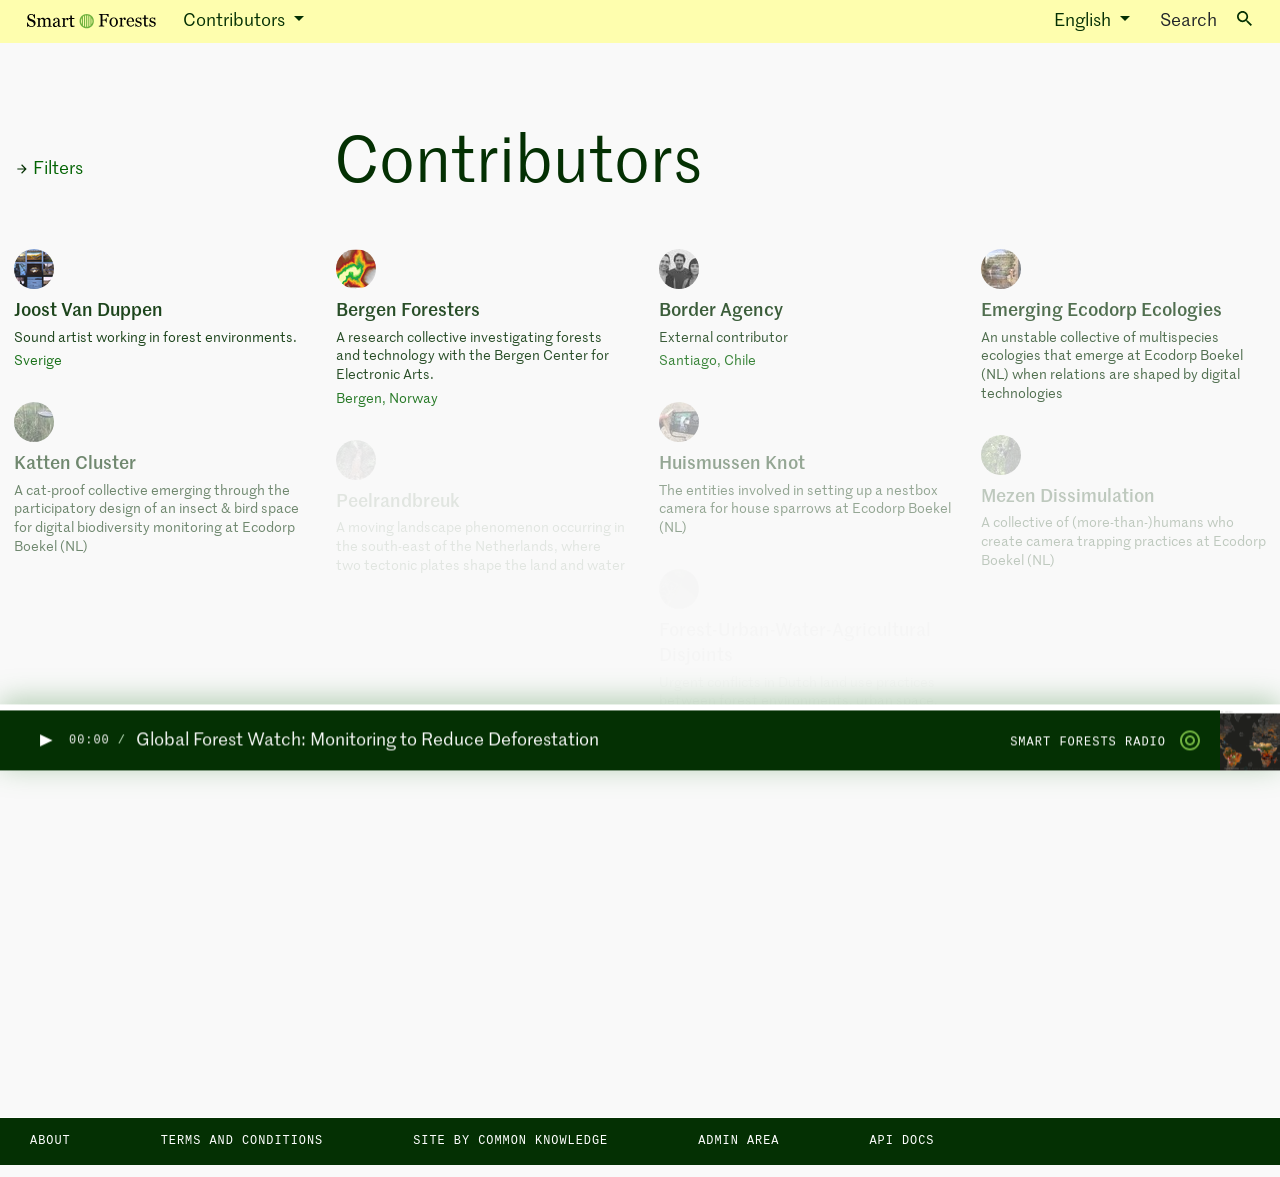 Smart Forests
Contributors
English
Search
Filters
Contributors
Joost Van Duppen
Sound artist working in forest environments.
Sverige
Bergen Foresters
A research collective investigating forests
and technology with the Bergen Center for
Electronic Arts.
Bergen, Norway
Border Agency
External contributor
Santiago, Chile
Emerging Ecodorp Ecologies
An unstable collective of multispecies
ecologies that emerge at Ecodorp Boekel
(NL) when relations are shaped by digital
technologies
Katten Cluster
A cat-proof collective emerging through the
participatory design of an insect & bird space
for digital biodiversity monitoring at Ecodorp
Boekel (NL)
Peelrandbreuk
A moving landscape phenomenon occurring in
the south-east of the Netherlands, where
two tectonic plates shape the land and water
Huismussen Knot
The entities involved in setting up a nestbox
camera for house sparrows at Ecodorp Boekel
(NL)
Mezen Dissimulation
A collective of (more-than-)humans who
create camera trapping practices at Ecodorp
Boekel (NL)
Forest-Urban-Water Agricultural
00:00 /
Global Forest Watch: Monitoring to Reduce Deforestation
SMART FORESTS RADIO
ABOUT
TERMS AND CONDITIONS
SITE BY COMMON KNOWLEDGE
ADMIN AREA
API DOCS